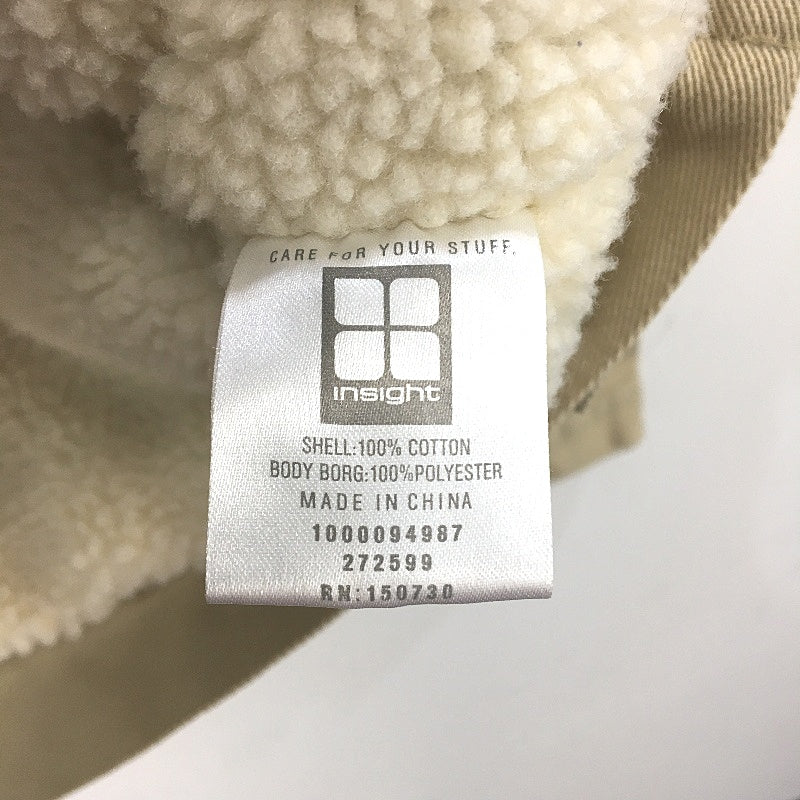 CARE FOR YOUR STUFF.
insight
SHELL:100% COTTON
BODY BORG:100%POLYESTER
MADE IN CHINA
1000094987
272599
RN:150730